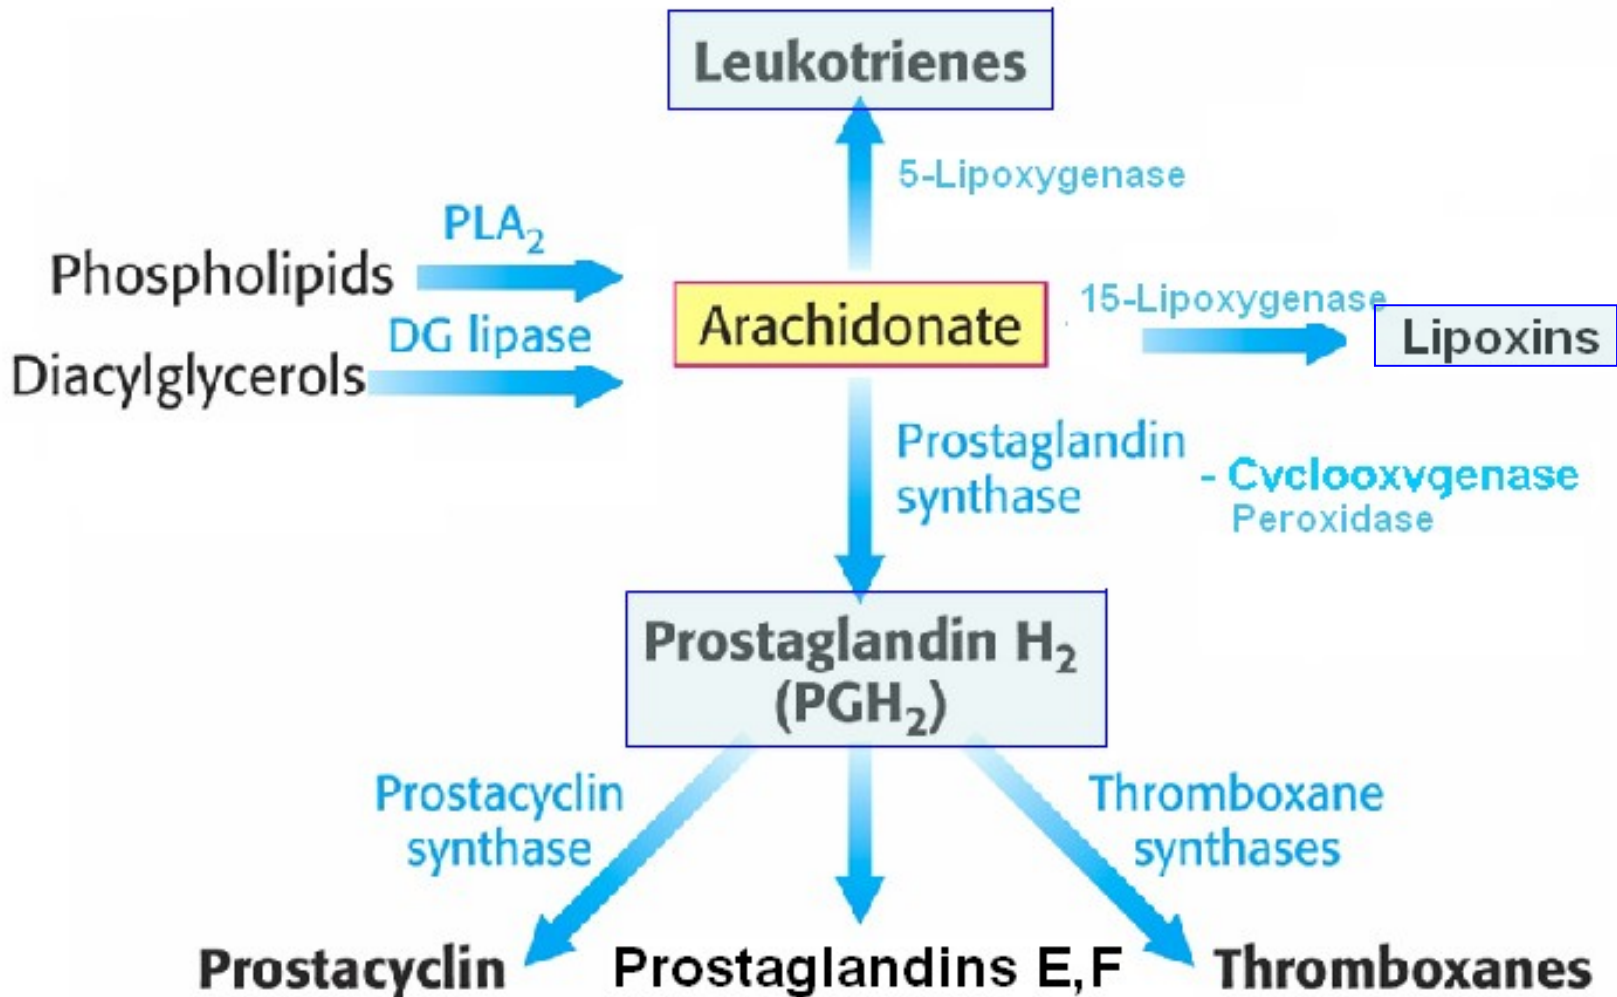 Leukotrienes
5-Lipoxygenase
PLA₂
Phospholipids
DG lipase
Diacylglycerols
Arachidonate
15-Lipoxygenase
Lipoxins
Prostaglandin
synthase
- Cyclooxygenase
Peroxidase
Prostaglandin H₂
(PGH₂)
Prostacyclin
synthase
Thromboxane
synthases
Prostacyclin
Prostaglandins E,F
Thromboxanes